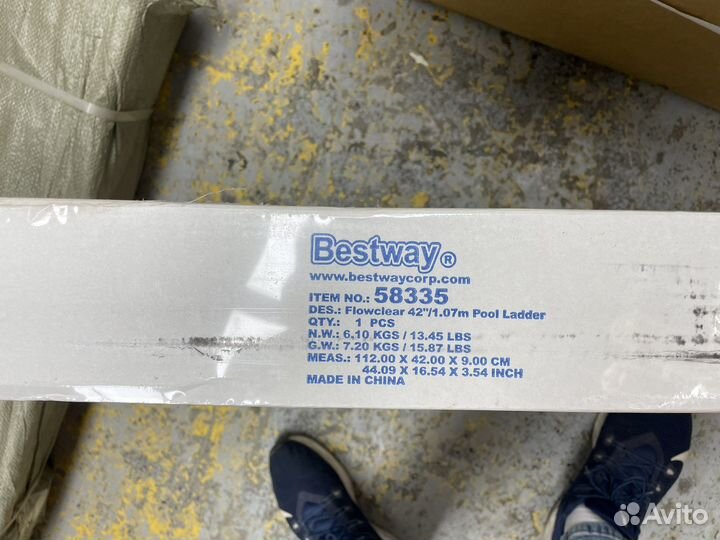 Bestway®
www.bestwaycorp.com
ITEM NO.: 58335
DES.: Flowclear 42"/1.07m Pool Ladder
QTY.: 1 PCS
N.W.: 6.10 KGS / 13.45 LBS
G.W.: 7.20 KGS / 15.87 LBS
MEAS.: 112.00 X 42.00 X 9.00 CM
44.09 X 16.54 X 3.54 INCH
MADE IN CHINA
Avito